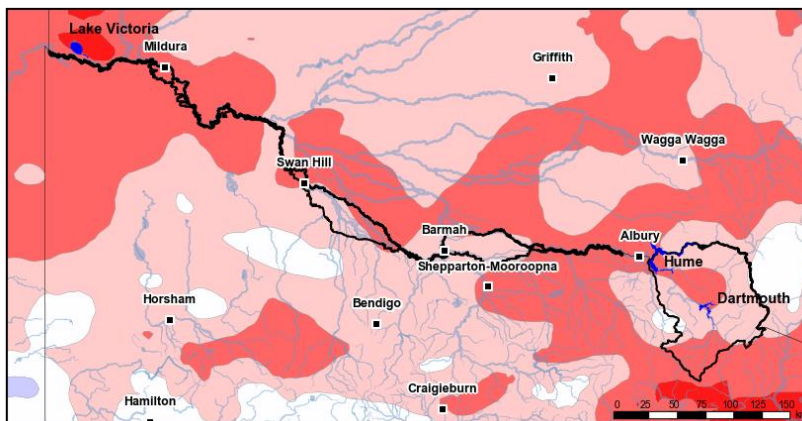 Lake Victoria
Mildura
Griffith
Wagga Wagga
Swan Hill
Barmah
Albury
Hume
Shepparton-Mooroopna
Dartmouth
Horsham
Bendigo
Craigieburn
Hamilton
0 25 50 75 100 125 150